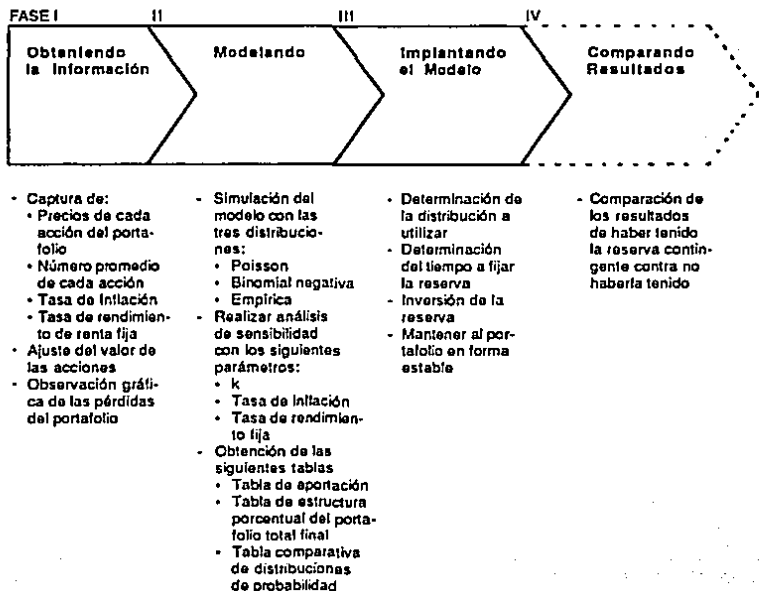 FASE I II III IV
Obteniendo
la Información
Modelando
Implantando
el Modelo
Comparando
Resultados
- Captura de:
• Precios de cada
acción del porta-
folio
• Número promedio
de cada acción
• Tasa de Inflación
• Tasa de rendimien-
to de renta fija
- Ajuste del valor de
las acciones
- Observación gráfi-
ca de las pérdidas
del portafolio
- Simulación del
modelo con las
tres distribucio-
nes:
• Poisson
• Binomial negativa
• Empírica
- Realizar análisis
de sensibilidad
con los siguientes
parámetros:
• k
• Tasa de Inflación
• Tasa de rendimien-
to fija
- Obtención de las
siguientes tablas
• Tabla de aportación
• Tabla de estructura
porcentual del porta-
folio total final
• Tabla comparativa
de distribuciones
de probabilidad
- Determinación de
la distribución a
utilizar
- Determinación
del tiempo a fijar
la reserva
- Inversión de la
reserva
- Mantener al por-
tafolio en forma
estable
- Comparación de
los resultados
de haber tenido
la reserva contin-
gente contra no
haberla tenido